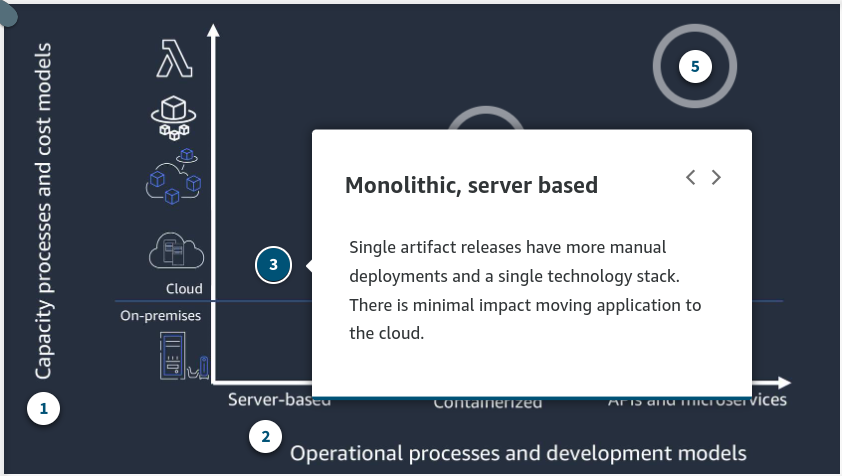 Capacity processes and cost models
5
Monolithic, server based
Single artifact releases have more manual
deployments and a single technology stack.
There is minimal impact moving application to
the cloud.
3
Cloud
On-premises
1
Server-based
Containerized
APIs and microservices
2
Operational processes and development models